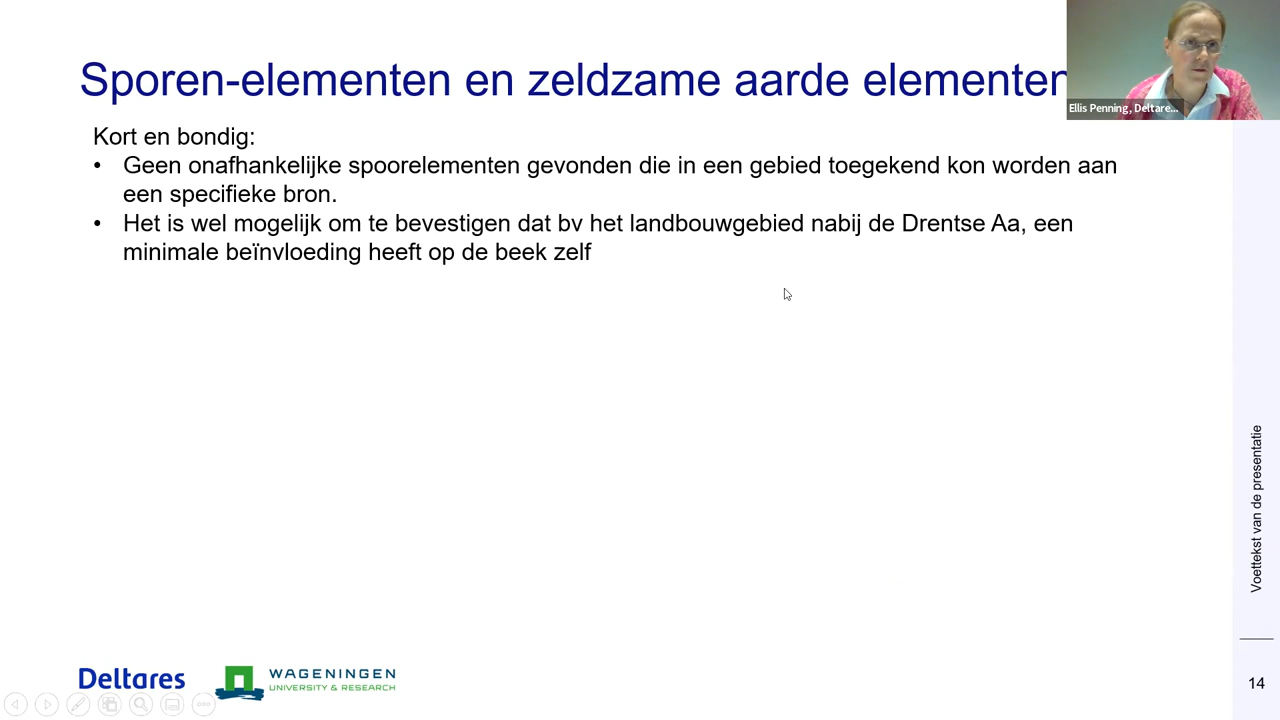 Sporen-elementen en zeldzame aarde elementen
Ellis Penning, Deltare...
Kort en bondig:
• Geen onafhankelijke spoorelementen gevonden die in een gebied toegekend kon worden aan
een specifieke bron.
• Het is wel mogelijk om te bevestigen dat bv het landbouwgebied nabij de Drentse Aa, een
minimale beïnvloeding heeft op de beek zelf
Voettekst van de presentatie
Deltares
WAGENINGEN
UNIVERSITY & RESEARCH
14